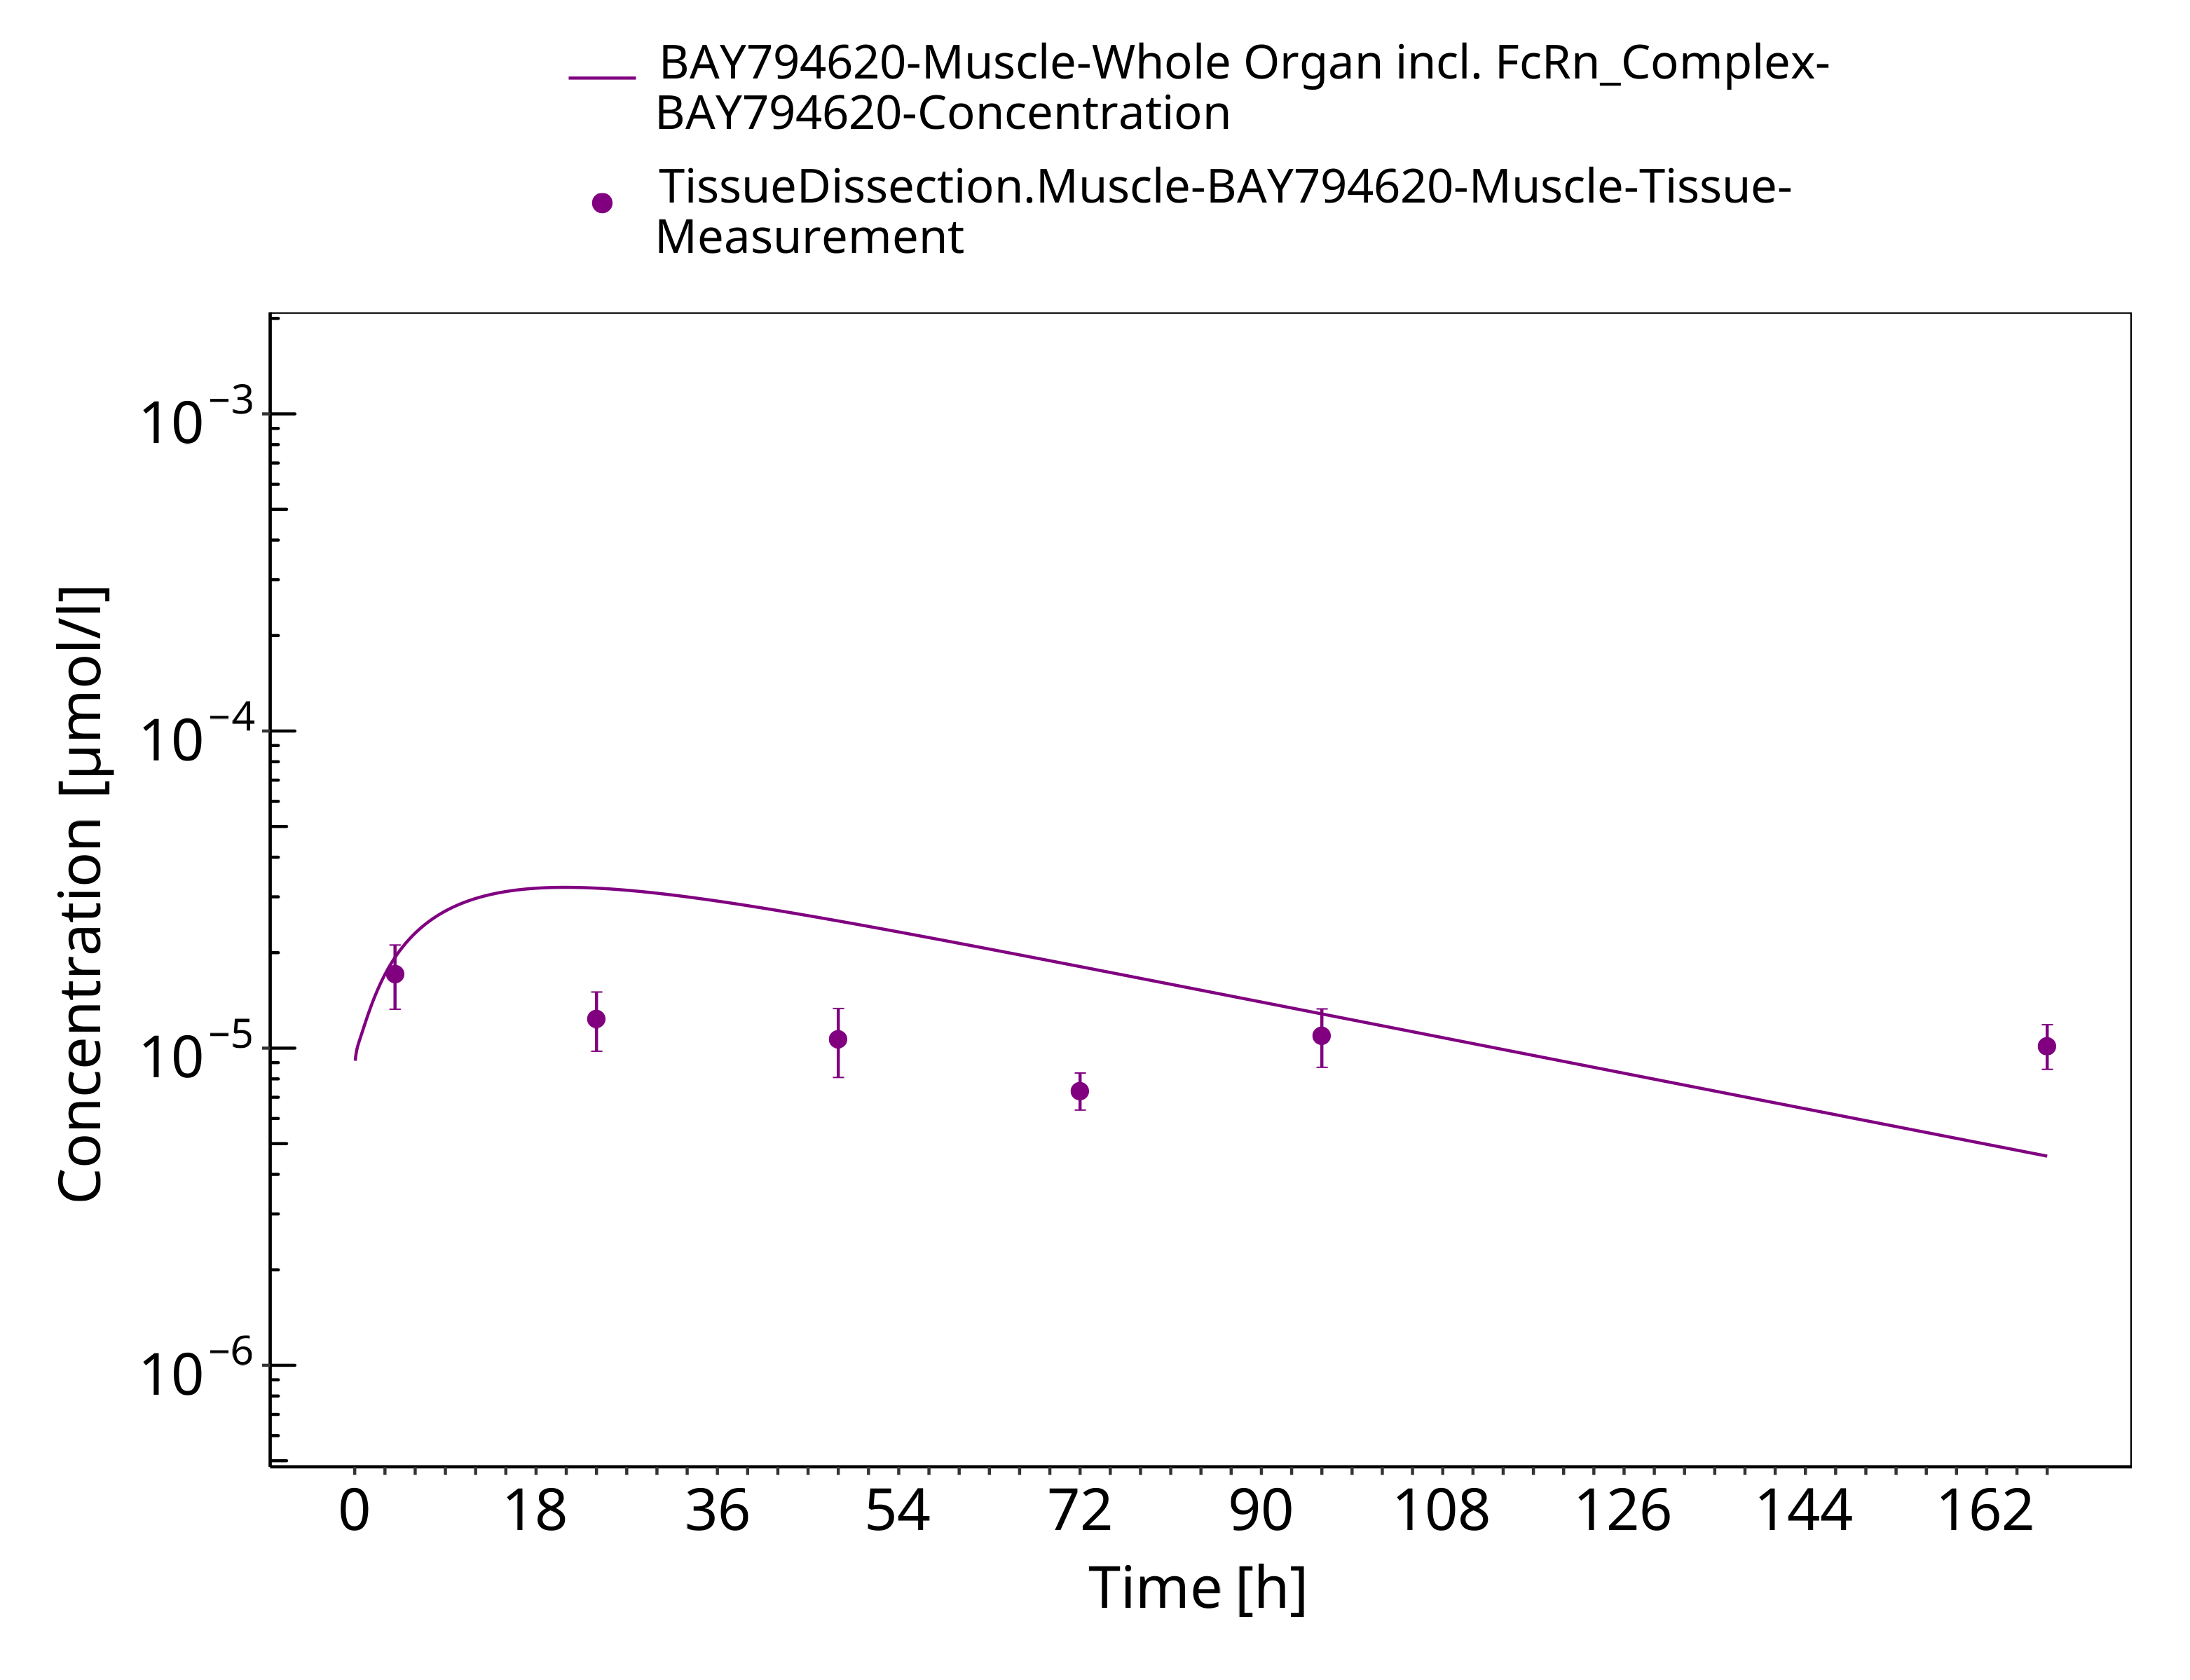 BAY794620-Muscle-Whole Organ incl. FcRn_Complex-
BAY794620-Concentration
TissueDissection.Muscle-BAY794620-Muscle-Tissue-
Measurement
Concentration [µmol/l]
10⁻³
10⁻⁴
10⁻⁵
10⁻⁶
0 18 36 54 72 90 108 126 144 162
Time [h]